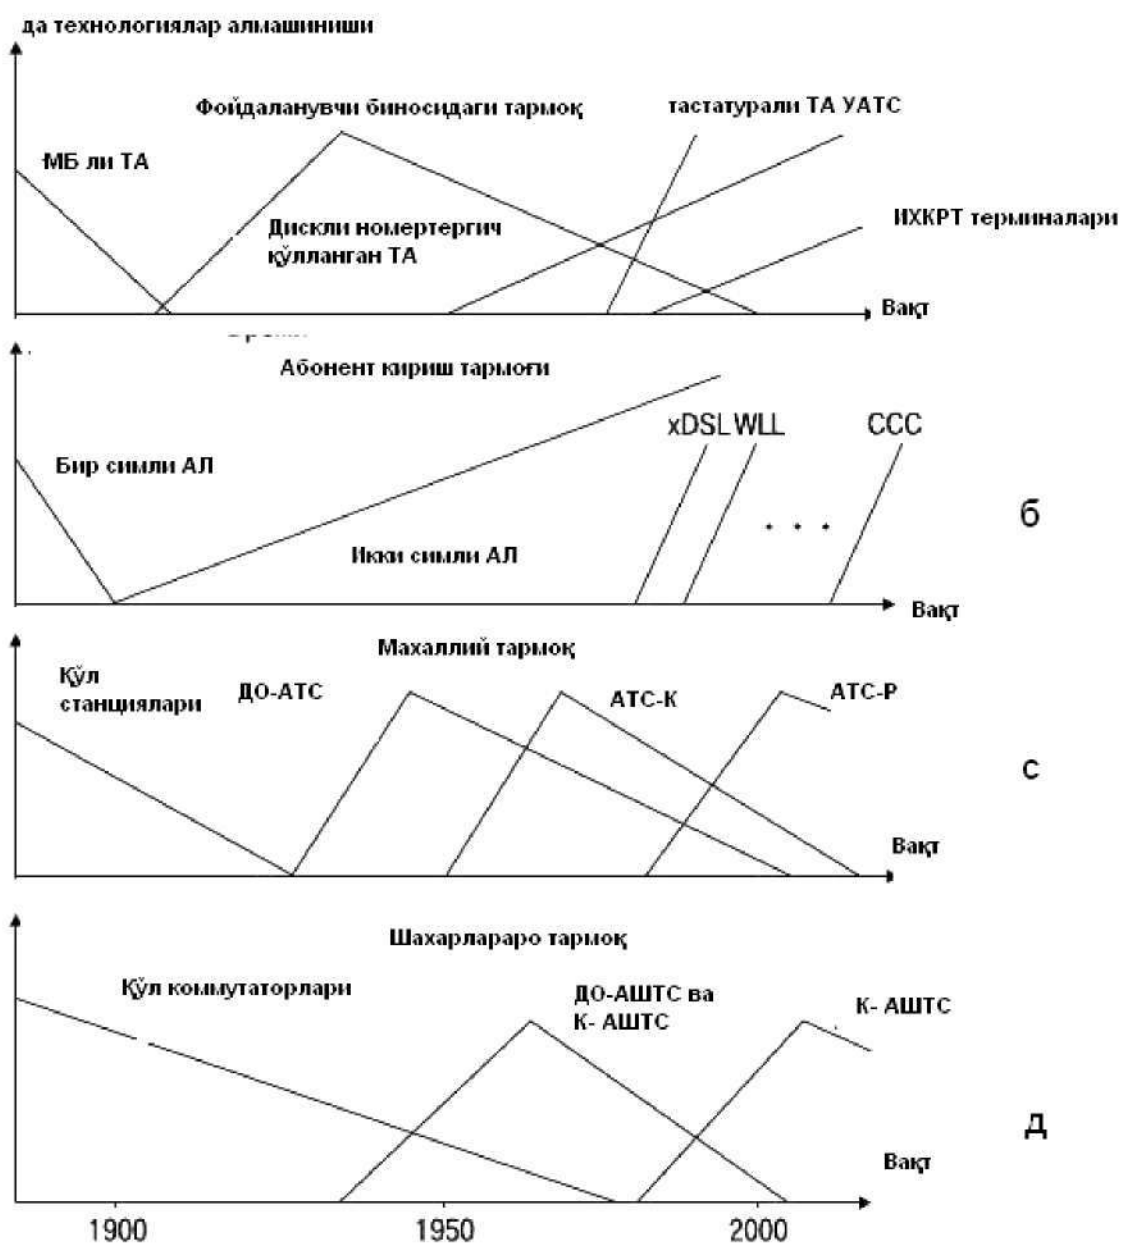 да технологиялар алмашиниши
Фойдаланувчи биносидаги тармоқ
тастатурали ТА УАТС
МБ ли ТА
Дискли номертергич
қўлланган ТА
ИХКРТ терминалари
Вақт
Абонент кириш тармоғи
xDSL WLL
ССС
Бир симли АЛ
б
Икки симли АЛ
Вақт
Махаллий тармоқ
Қўл
станциялари
ДО-АТС
АТС-К
АТС-Р
с
Вақт
Шахарлараро тармоқ
Қўл коммутаторлари
ДО-АШТС ва
К- АШТС
К- АШТС
д
Вақт
1900
1950
2000